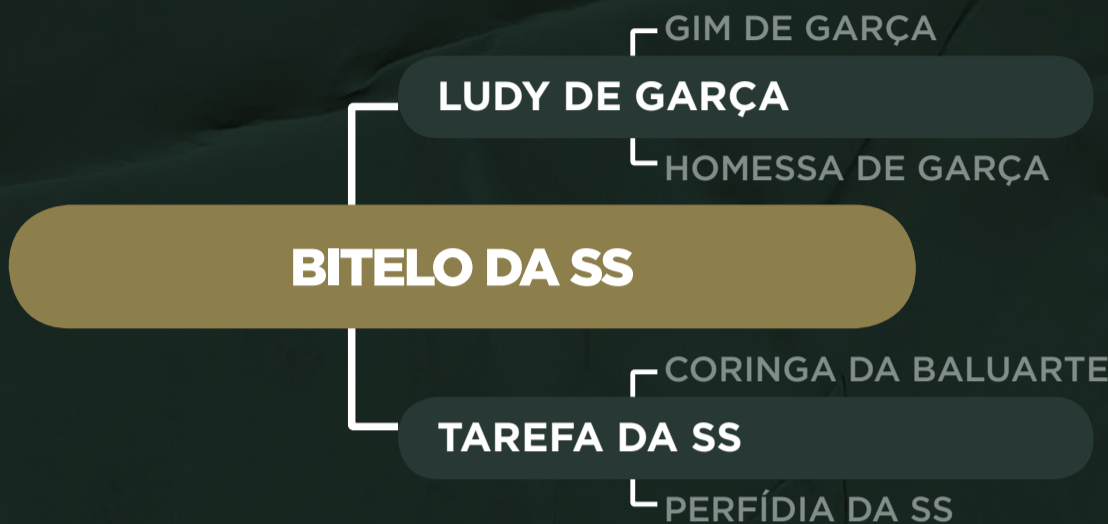 GIM DE GARÇA
LUDY DE GARÇA
HOMESSA DE GARÇA
BITELO DA SS
CORINGA DA BALUARTE
TAREFA DA SS
PERFÍDIA DA SS